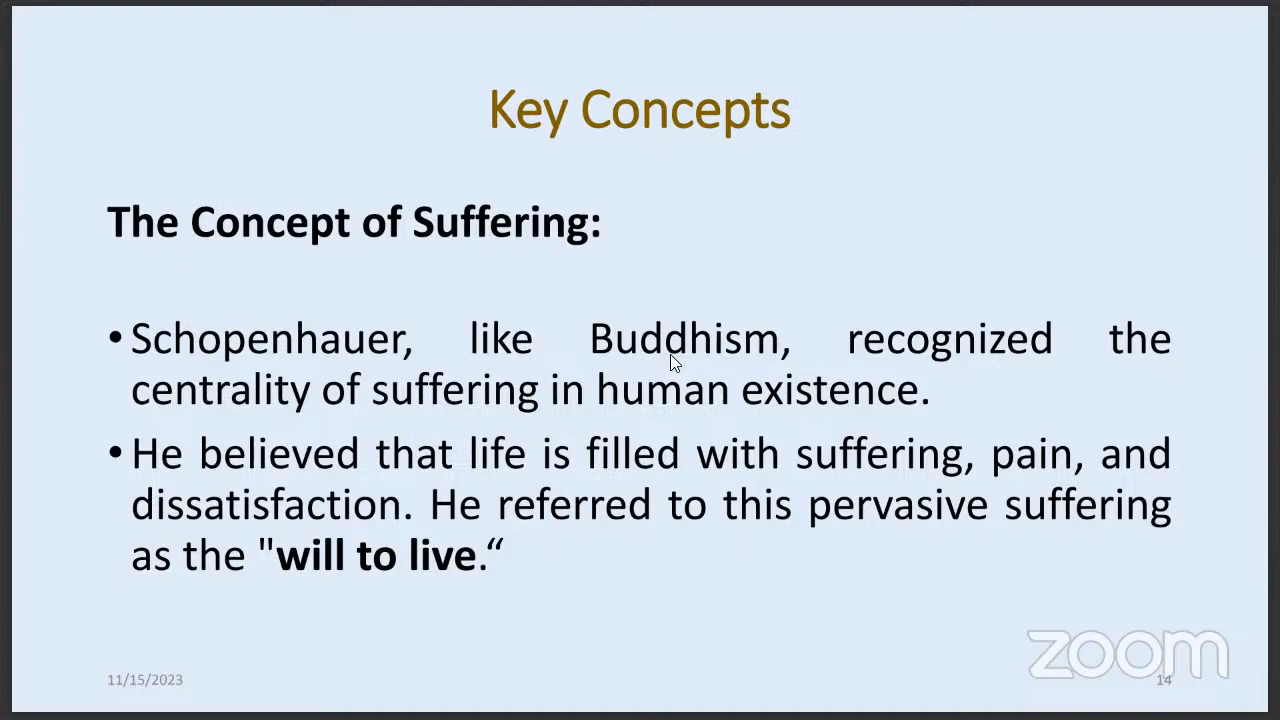 Key Concepts
The Concept of Suffering:
•Schopenhauer, like Buddhism, recognized the
centrality of suffering in human existence.
•He believed that life is filled with suffering, pain, and
dissatisfaction. He referred to this pervasive suffering
as the "will to live.“
zoom
11/15/2023
14